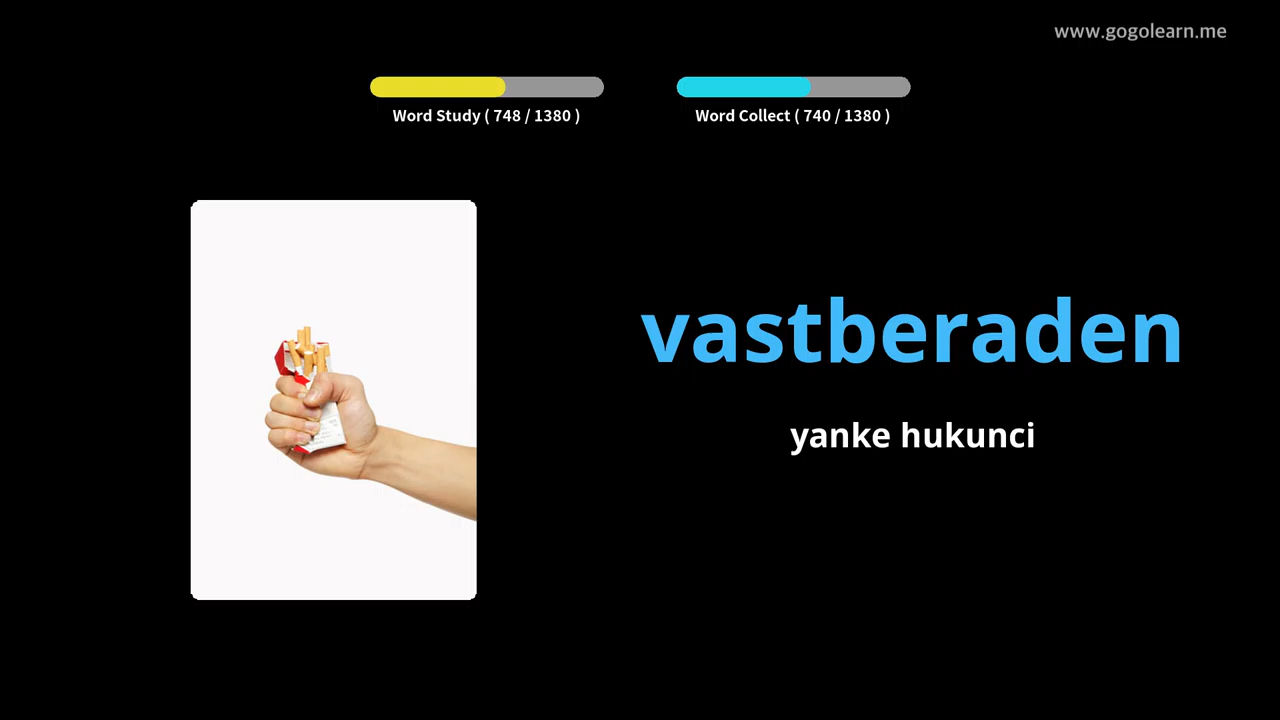 www.gogolearn.me
Word Study ( 748 / 1380 )
Word Collect ( 740 / 1380 )
vastberaden
yanke hukunci